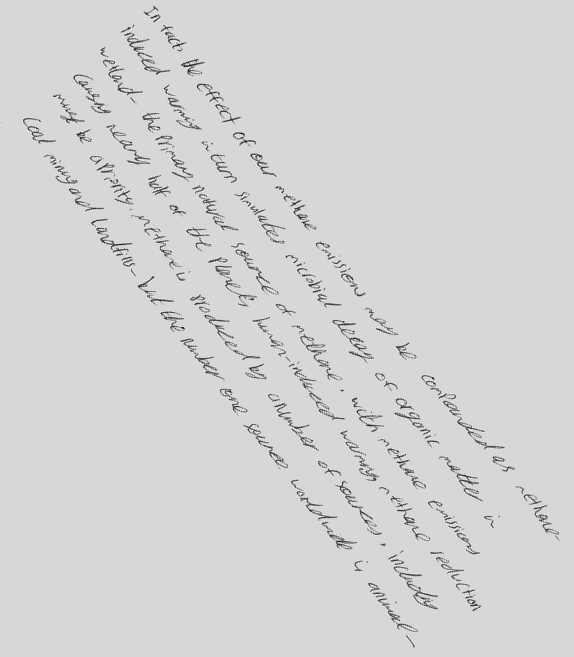 In fact, the effect of our methane emissions may be compounded as methane-
induced warming in turn simulates microbial decay of organic matter in
wetland- the primary natural source of methane. with methane emissions
Causing nearly half of the planet's human-induced warming, methane reduction
must be a priority. methane is produced by a number of sources, including
Coal mining and landfills- but the number one source worldwide is animal-